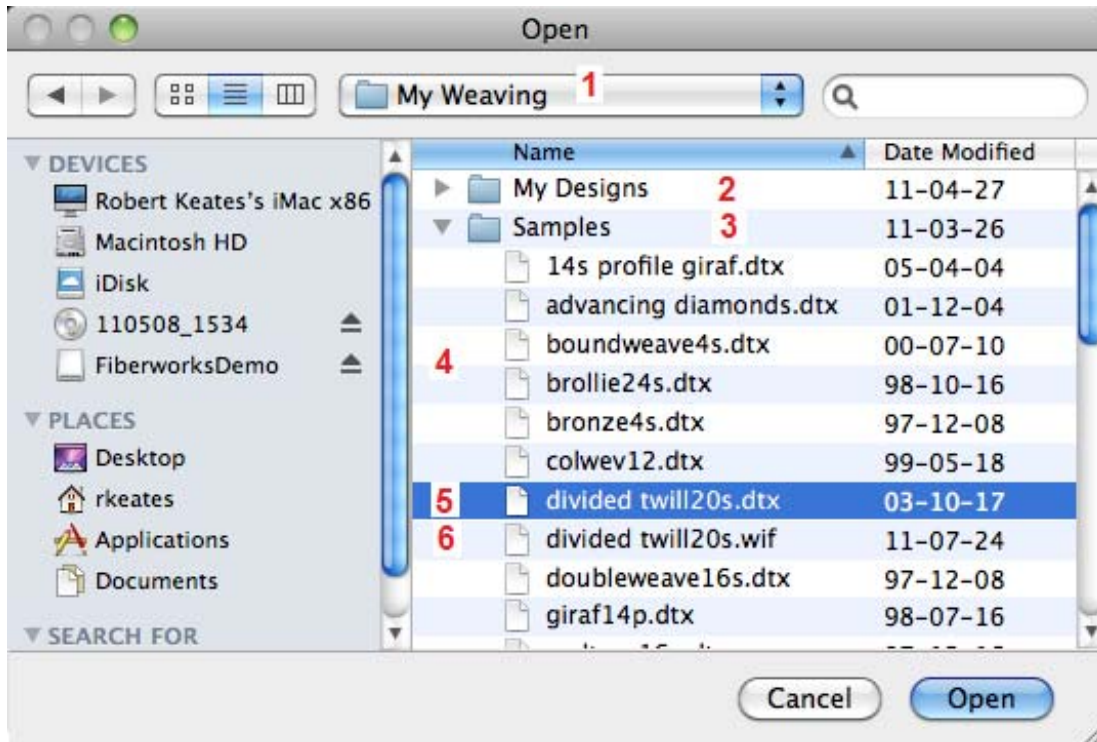 Open
My Weaving 1
DEVICES
Robert Keates's iMac x86
Macintosh HD
iDisk
110508_1534
FiberworksDemo
PLACES
Desktop
rkeates
Applications
Documents
SEARCH FOR
Name Date Modified
My Designs 2 11-04-27
Samples 3 11-03-26
14s profile giraf.dtx 05-04-04
advancing diamonds.dtx 01-12-04
boundweave4s.dtx 00-07-10
4
brollie24s.dtx 98-10-16
bronze4s.dtx 97-12-08
colwev12.dtx 99-05-18
5 divided twill20s.dtx 03-10-17
6 divided twill20s.wif 11-07-24
doubleweave16s.dtx 97-12-08
giraf14p.dtx 98-07-16
Cancel Open